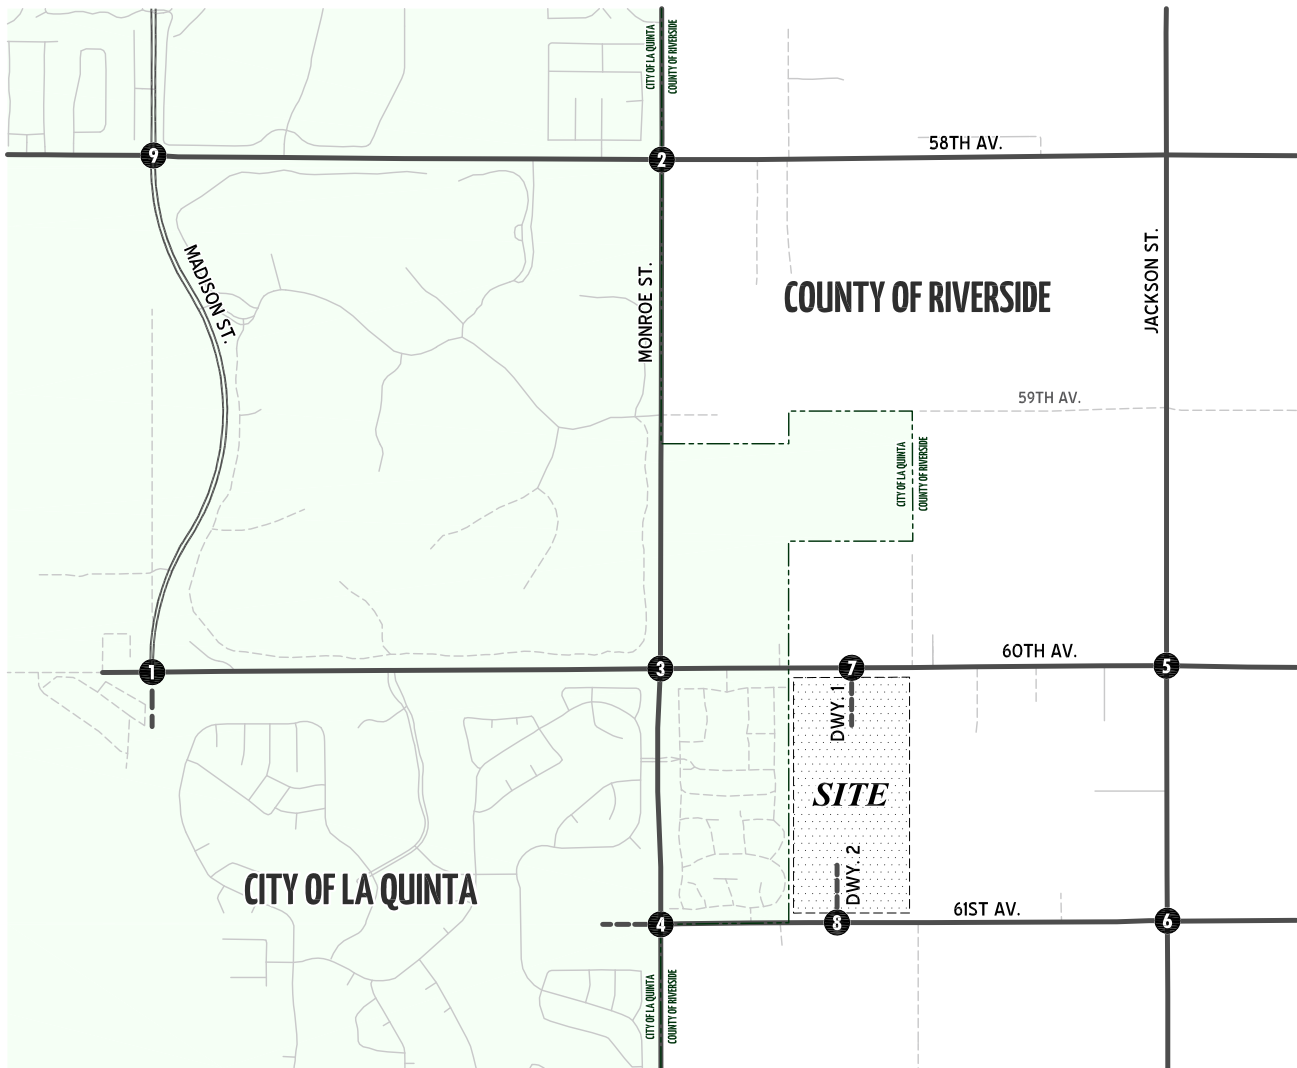 CITY OF LA QUINTA
COUNTY OF RIVERSIDE
9
2
58TH AV.
MADISON ST.
MONROE ST.
JACKSON ST.
COUNTY OF RIVERSIDE
59TH AV.
CITY OF LA QUINTA
COUNTY OF RIVERSIDE
1
3
7
60TH AV.
5
DWY. 1
SITE
DWY. 2
CITY OF LA QUINTA
61ST AV.
4
8
6
CITY OF LA QUINTA
COUNTY OF RIVERSIDE